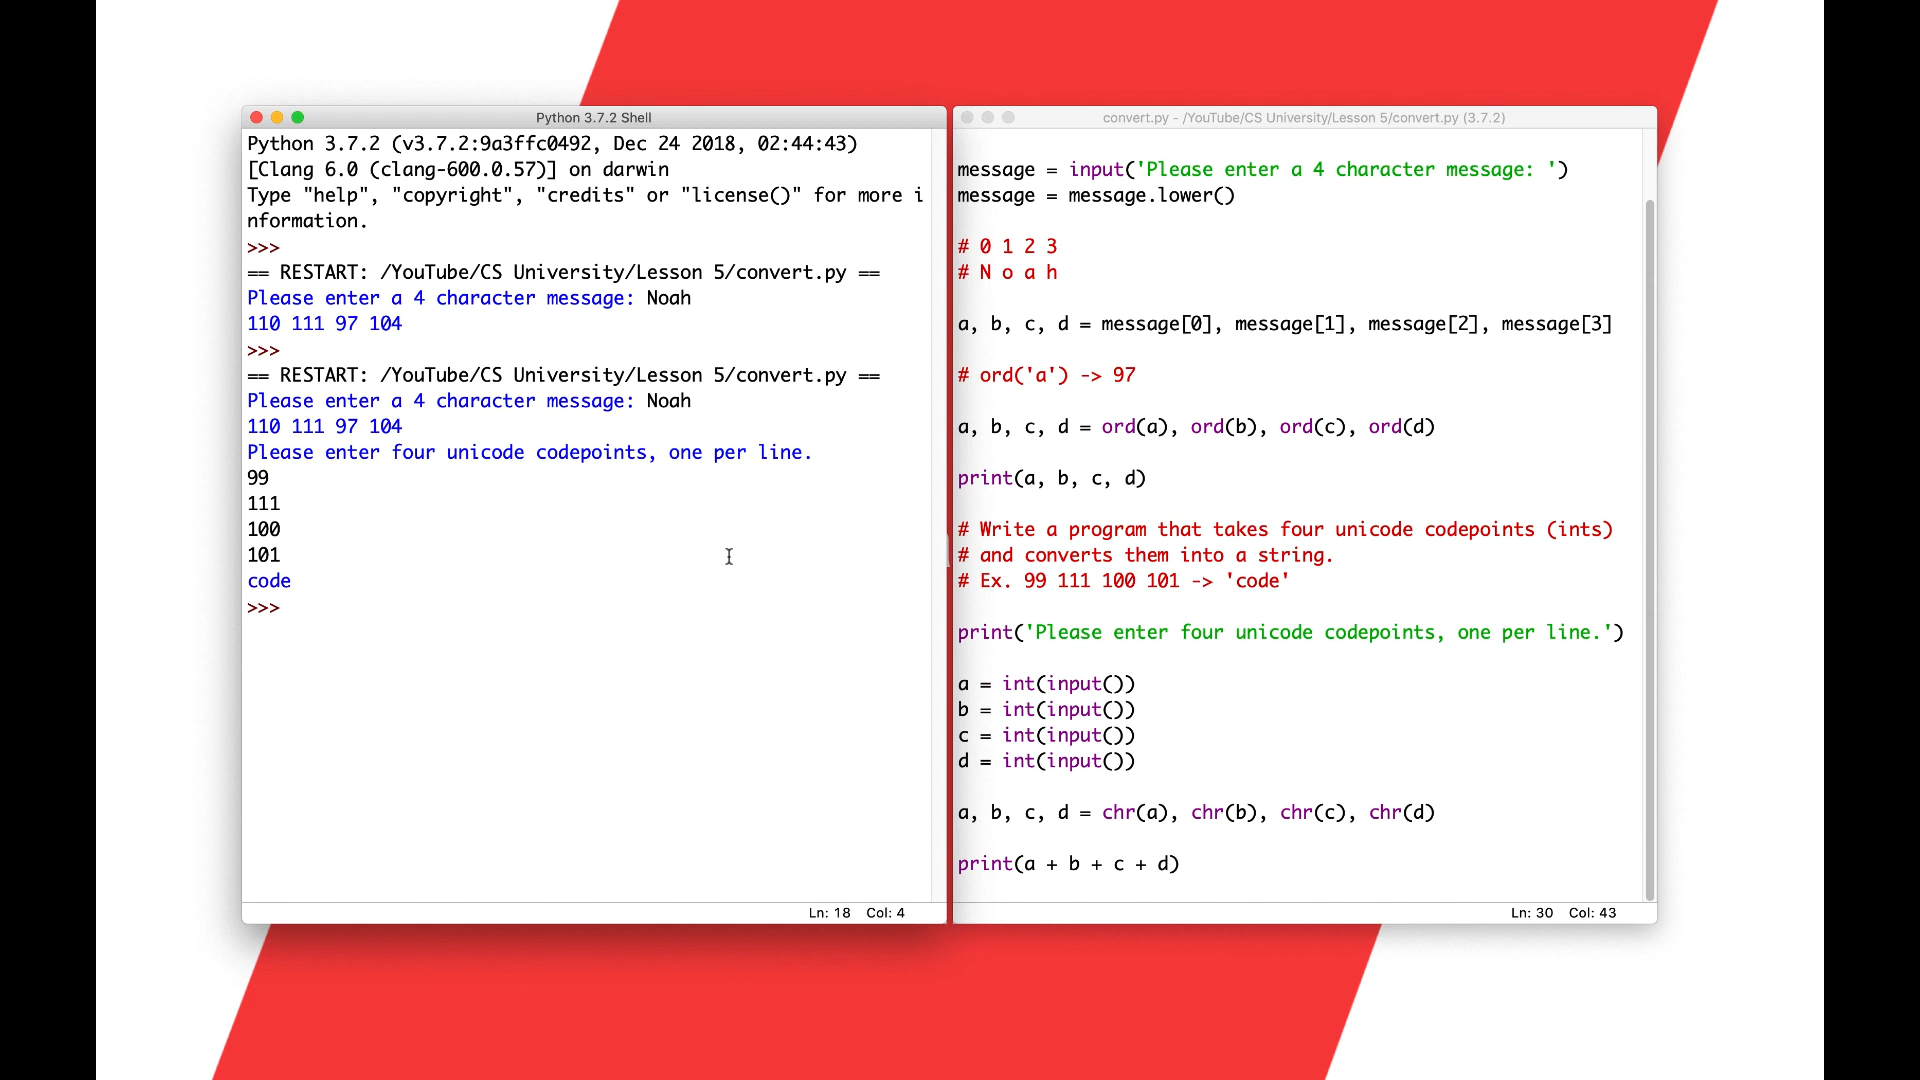 Python 3.7.2 Shell
Python 3.7.2 (v3.7.2:9a3ffc0492, Dec 24 2018, 02:44:43)
[Clang 6.0 (clang-600.0.57)] on darwin
Type "help", "copyright", "credits" or "license()" for more i
nformation.
>>>
== RESTART: /YouTube/CS University/Lesson 5/convert.py ==
Please enter a 4 character message: Noah
110 111 97 104
>>>
== RESTART: /YouTube/CS University/Lesson 5/convert.py ==
Please enter a 4 character message: Noah
110 111 97 104
Please enter four unicode codepoints, one per line.
99
111
100
101
code
>>>
Ln: 18 Col: 4
convert.py - /YouTube/CS University/Lesson 5/convert.py (3.7.2)
message = input('Please enter a 4 character message: ')
message = message.lower()
# 0 1 2 3
# N o a h
a, b, c, d = message[0], message[1], message[2], message[3]
# ord('a') -> 97
a, b, c, d = ord(a), ord(b), ord(c), ord(d)
print(a, b, c, d)
# Write a program that takes four unicode codepoints (ints)
# and converts them into a string.
# Ex. 99 111 100 101 -> 'code'
print('Please enter four unicode codepoints, one per line.')
a = int(input())
b = int(input())
c = int(input())
d = int(input())
a, b, c, d = chr(a), chr(b), chr(c), chr(d)
print(a + b + c + d)
Ln: 30 Col: 43